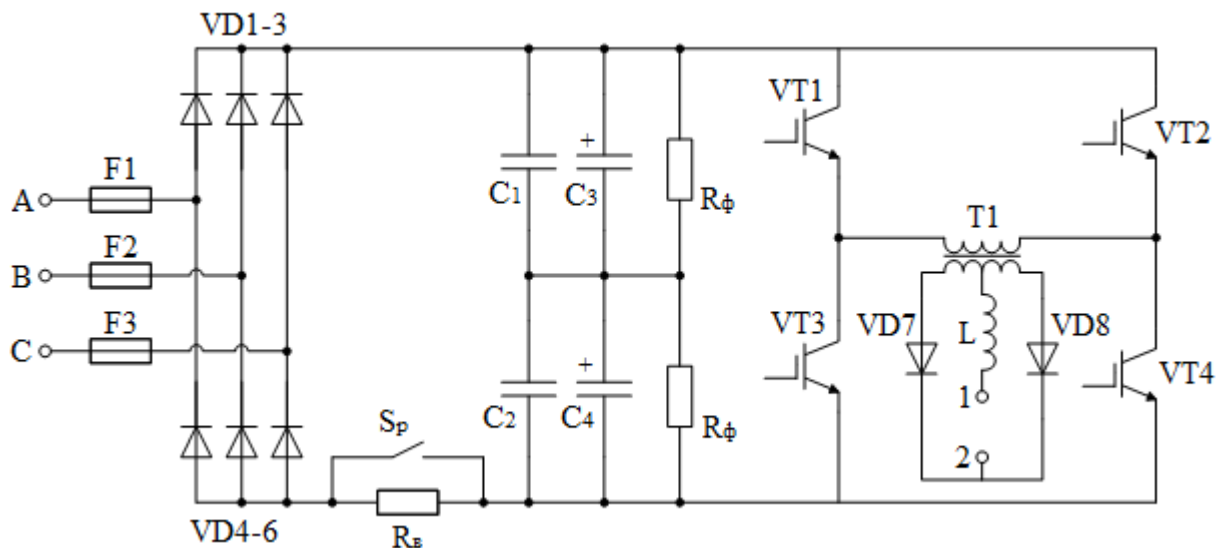 VD1-3
VT1
VT2
F1
A
C1
+
C3
Rф
T1
F2
B
F3
C
VT3
VD7
L
VD8
1
2
VT4
C2
+
C4
Rф
Sр
VD4-6
Rв